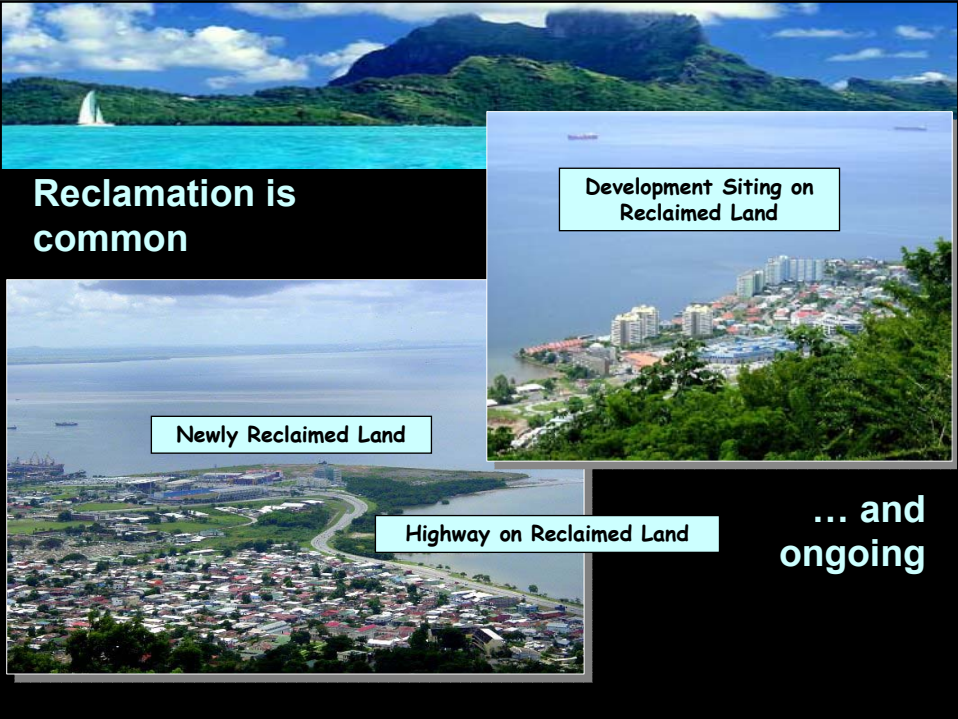 Reclamation is
common
Development Siting on
Reclaimed Land
Newly Reclaimed Land
Highway on Reclaimed Land
… and
ongoing